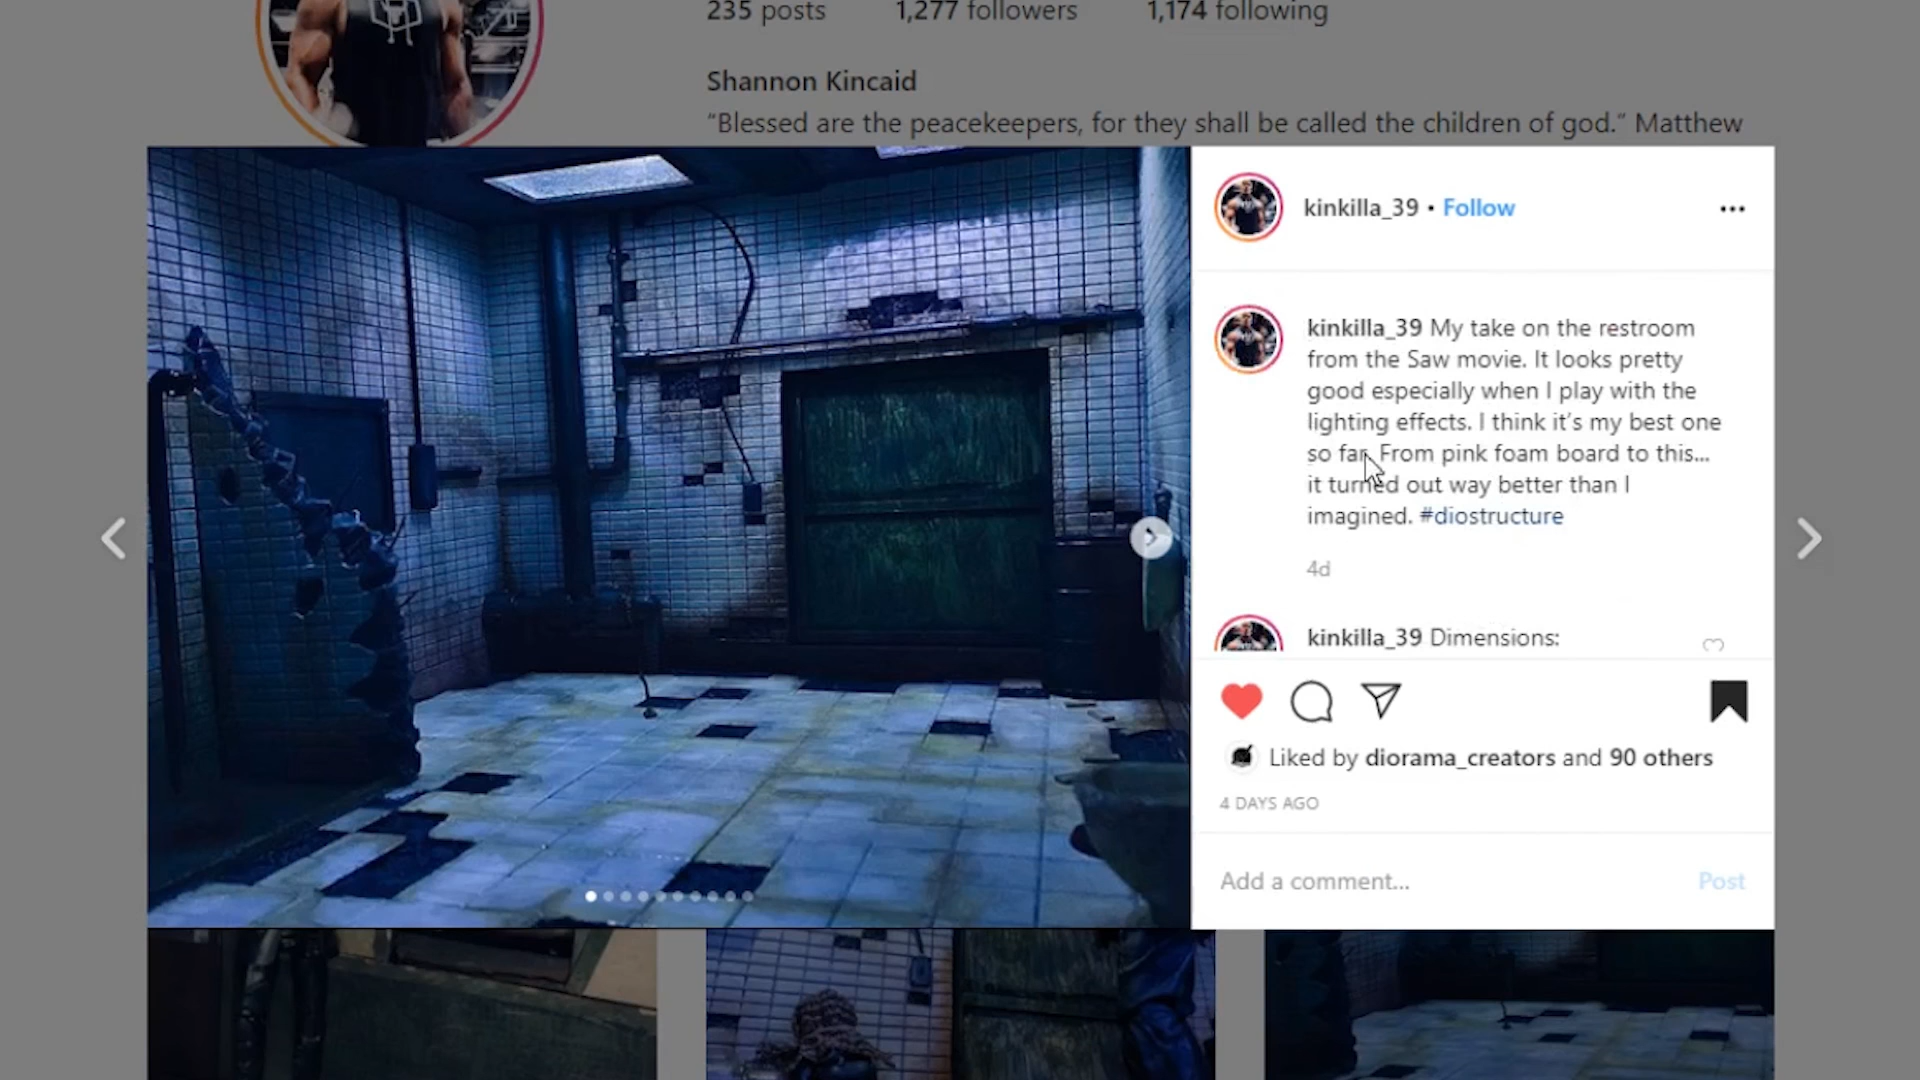 235 posts 1,277 followers 1,174 following
Shannon Kincaid
“Blessed are the peacekeepers, for they shall be called the children of god.” Matthew
kinkilla_39 • Follow
kinkilla_39 My take on the restroom
from the Saw movie. It looks pretty
good especially when I play with the
lighting effects. I think it’s my best one
so far. From pink foam board to this...
it turned out way better than I
imagined. #diostructure
4d
kinkilla_39 Dimensions:
Liked by diorama_creators and 90 others
4 DAYS AGO
Add a comment... Post